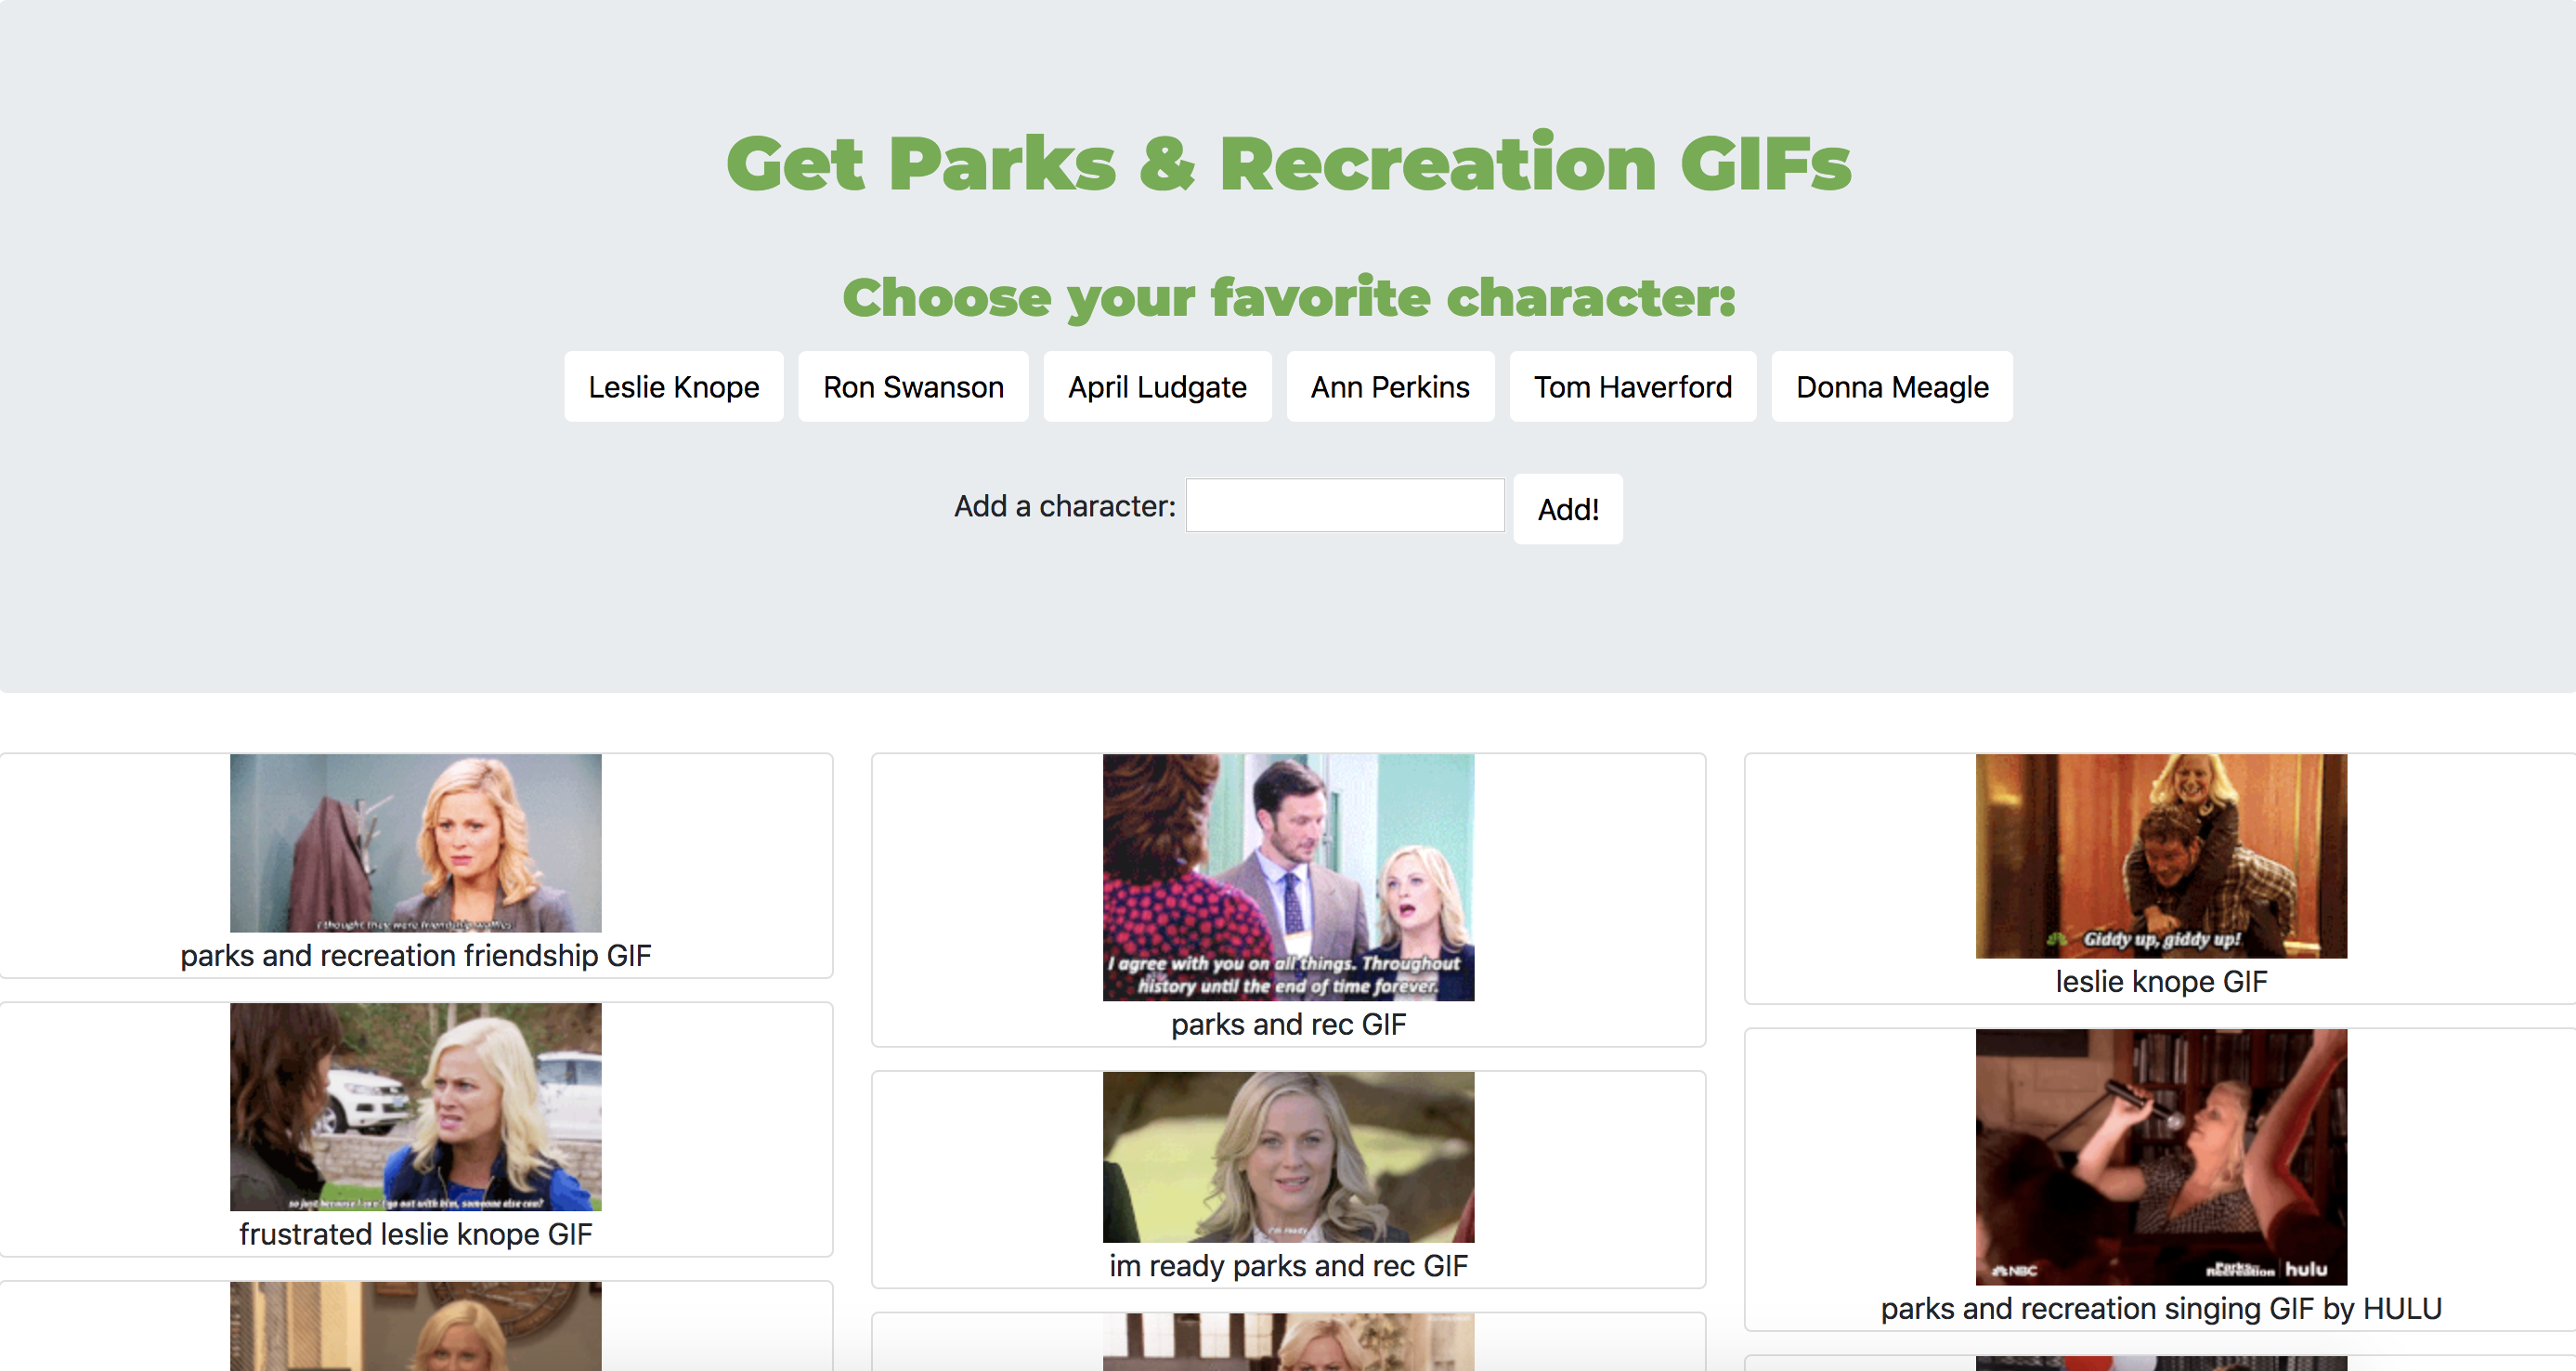 Get Parks & Recreation GIFs
Choose your favorite character:
Leslie Knope
Ron Swanson
April Ludgate
Ann Perkins
Tom Haverford
Donna Meagle
Add a character:
Add!
I thought they were friendship waffles
parks and recreation friendship GIF
so just because I can't go out with him, someone else can?
frustrated leslie knope GIF
I agree with you on all things. Throughout
history until the end of time forever.
parks and rec GIF
I'm ready
im ready parks and rec GIF
Giddy up, giddy up!
leslie knope GIF
NBC
Parks and Recreation
hulu
parks and recreation singing GIF by HULU